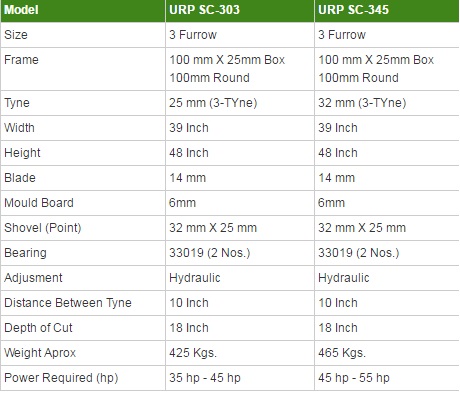 Model URP SC-303 URP SC-345
Size 3 Furrow 3 Furrow
Frame 100 mm X 25mm Box 100 mm X 25mm Box
100mm Round 100mm Round
Tyne 25 mm (3-TYne) 32 mm (3-TYne)
Width 39 Inch 39 Inch
Height 48 Inch 48 Inch
Blade 14 mm 14 mm
Mould Board 6mm 6mm
Shovel (Point) 32 mm X 25 mm 32 mm X 25 mm
Bearing 33019 (2 Nos.) 33019 (2 Nos.)
Adjusment Hydraulic Hydraulic
Distance Between Tyne 10 Inch 10 Inch
Depth of Cut 18 Inch 18 Inch
Weight Aprox 425 Kgs. 465 Kgs.
Power Required (hp) 35 hp - 45 hp 45 hp - 55 hp